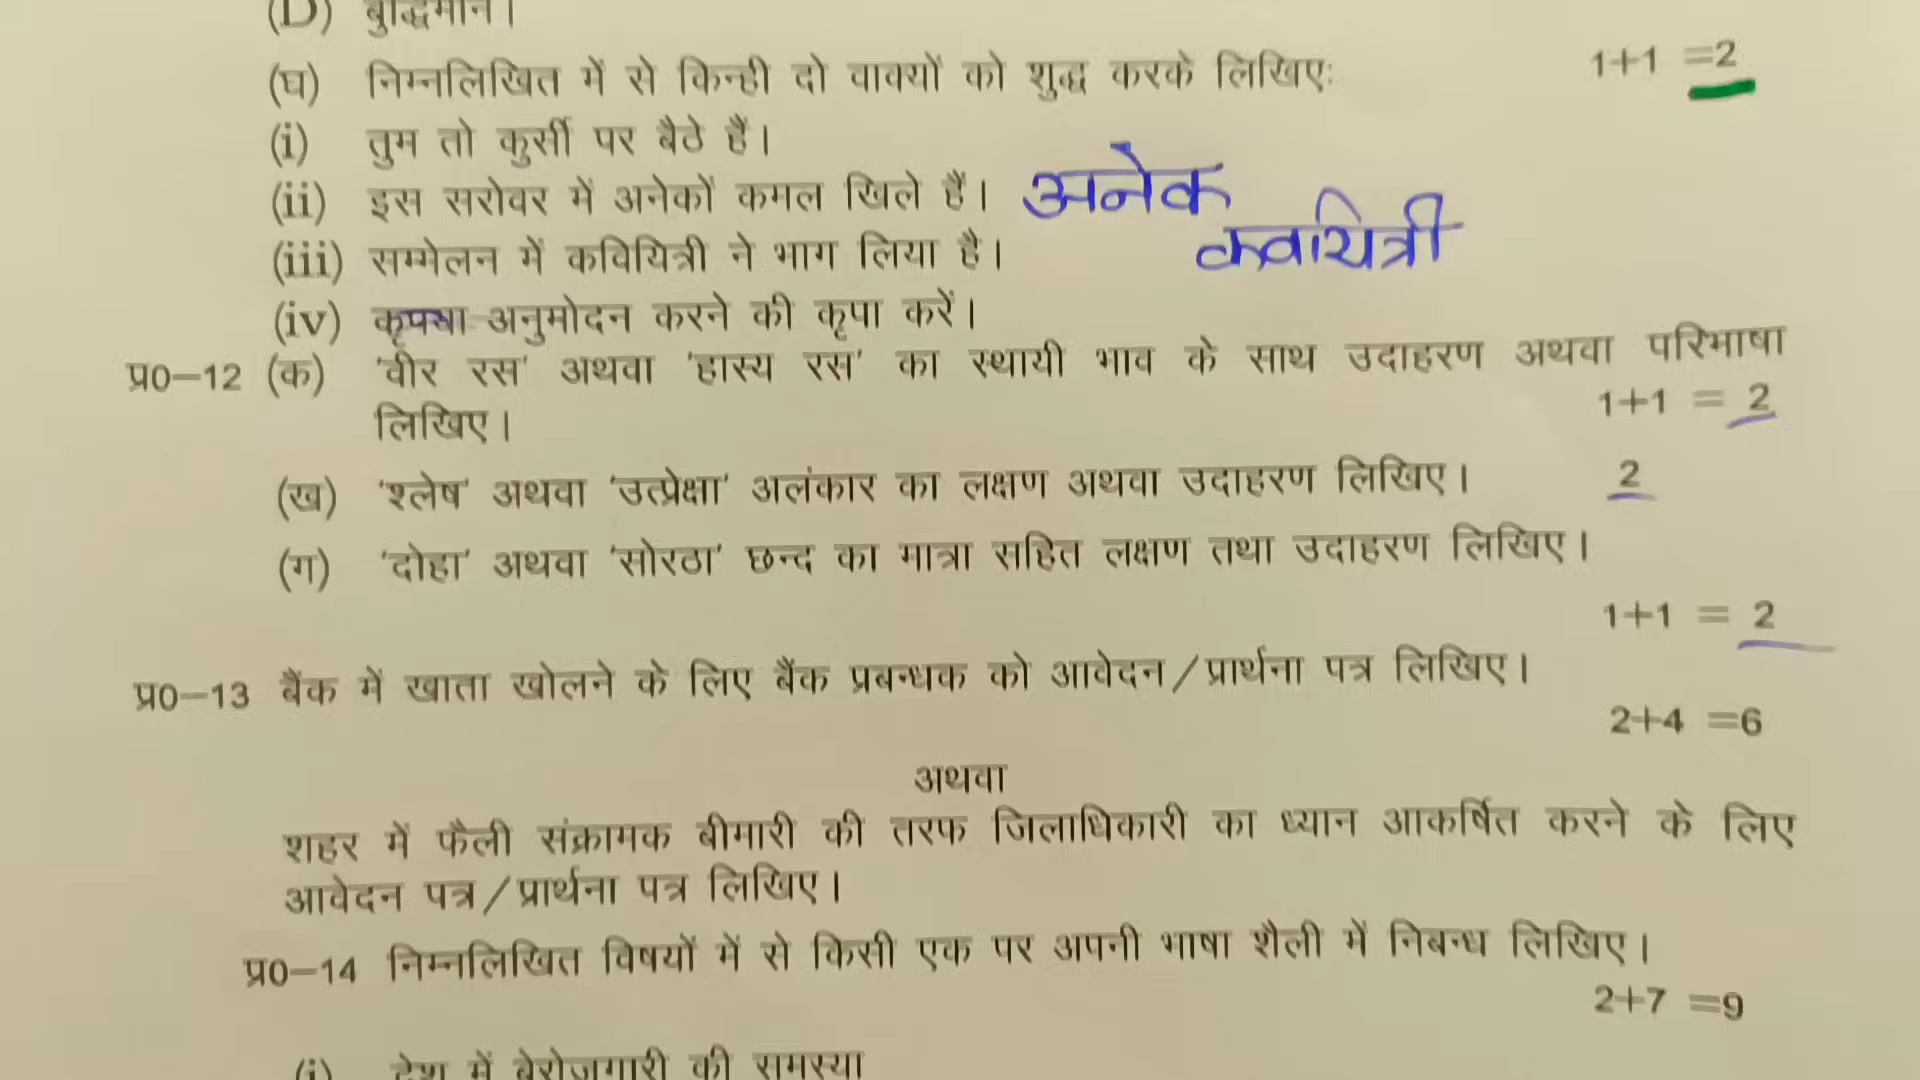 (D) बुद्धिमान।
(घ) निम्नलिखित में से किन्ही दो वाक्यों को शुद्ध करके लिखिए: 1+1 =2
(i) तुम तो कुर्सी पर बैठे हैं।
(ii) इस सरोवर में अनेकों कमल खिले हैं। अनेक
(iii) सम्मेलन में कवियित्री ने भाग लिया है। कवयित्री
(iv) कृपया अनुमोदन करने की कृपा करें।
प्र0–12 (क) 'वीर रस' अथवा 'हास्य रस' का स्थायी भाव के साथ उदाहरण अथवा परिभाषा
लिखिए। 1+1 = 2
(ख) 'श्लेष' अथवा 'उत्प्रेक्षा' अलंकार का लक्षण अथवा उदाहरण लिखिए। 2
(ग) 'दोहा' अथवा 'सोरठा' छन्द का मात्रा सहित लक्षण तथा उदाहरण लिखिए।
1+1 = 2
प्र0–13 बैंक में खाता खोलने के लिए बैंक प्रबन्धक को आवेदन/प्रार्थना पत्र लिखिए।
2+4 =6
अथवा
शहर में फैली संक्रामक बीमारी की तरफ जिलाधिकारी का ध्यान आकर्षित करने के लिए
आवेदन पत्र/प्रार्थना पत्र लिखिए।
प्र0–14 निम्नलिखित विषयों में से किसी एक पर अपनी भाषा शैली में निबन्ध लिखिए।
2+7 =9
(i) देश में बेरोजगारी की समस्या